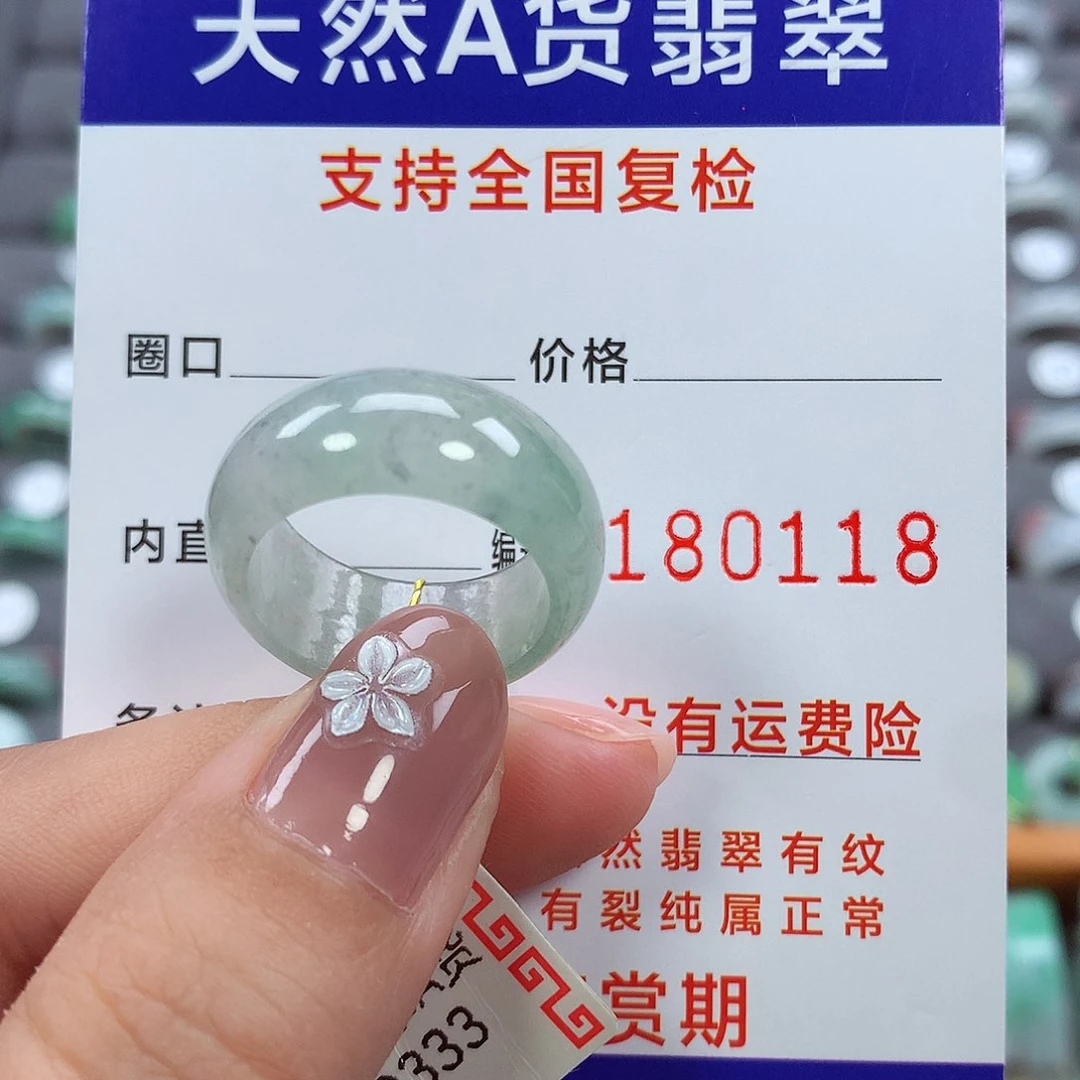 天然A货翡翠
支持全国复检
圈口 价格
内直 编 180118
没有运费险
然翡翠有纹
有裂纯属正常
赏期
货
333